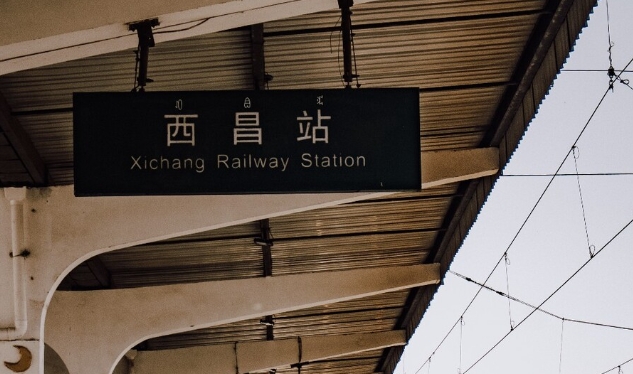 西昌站
Xichang Railway Station